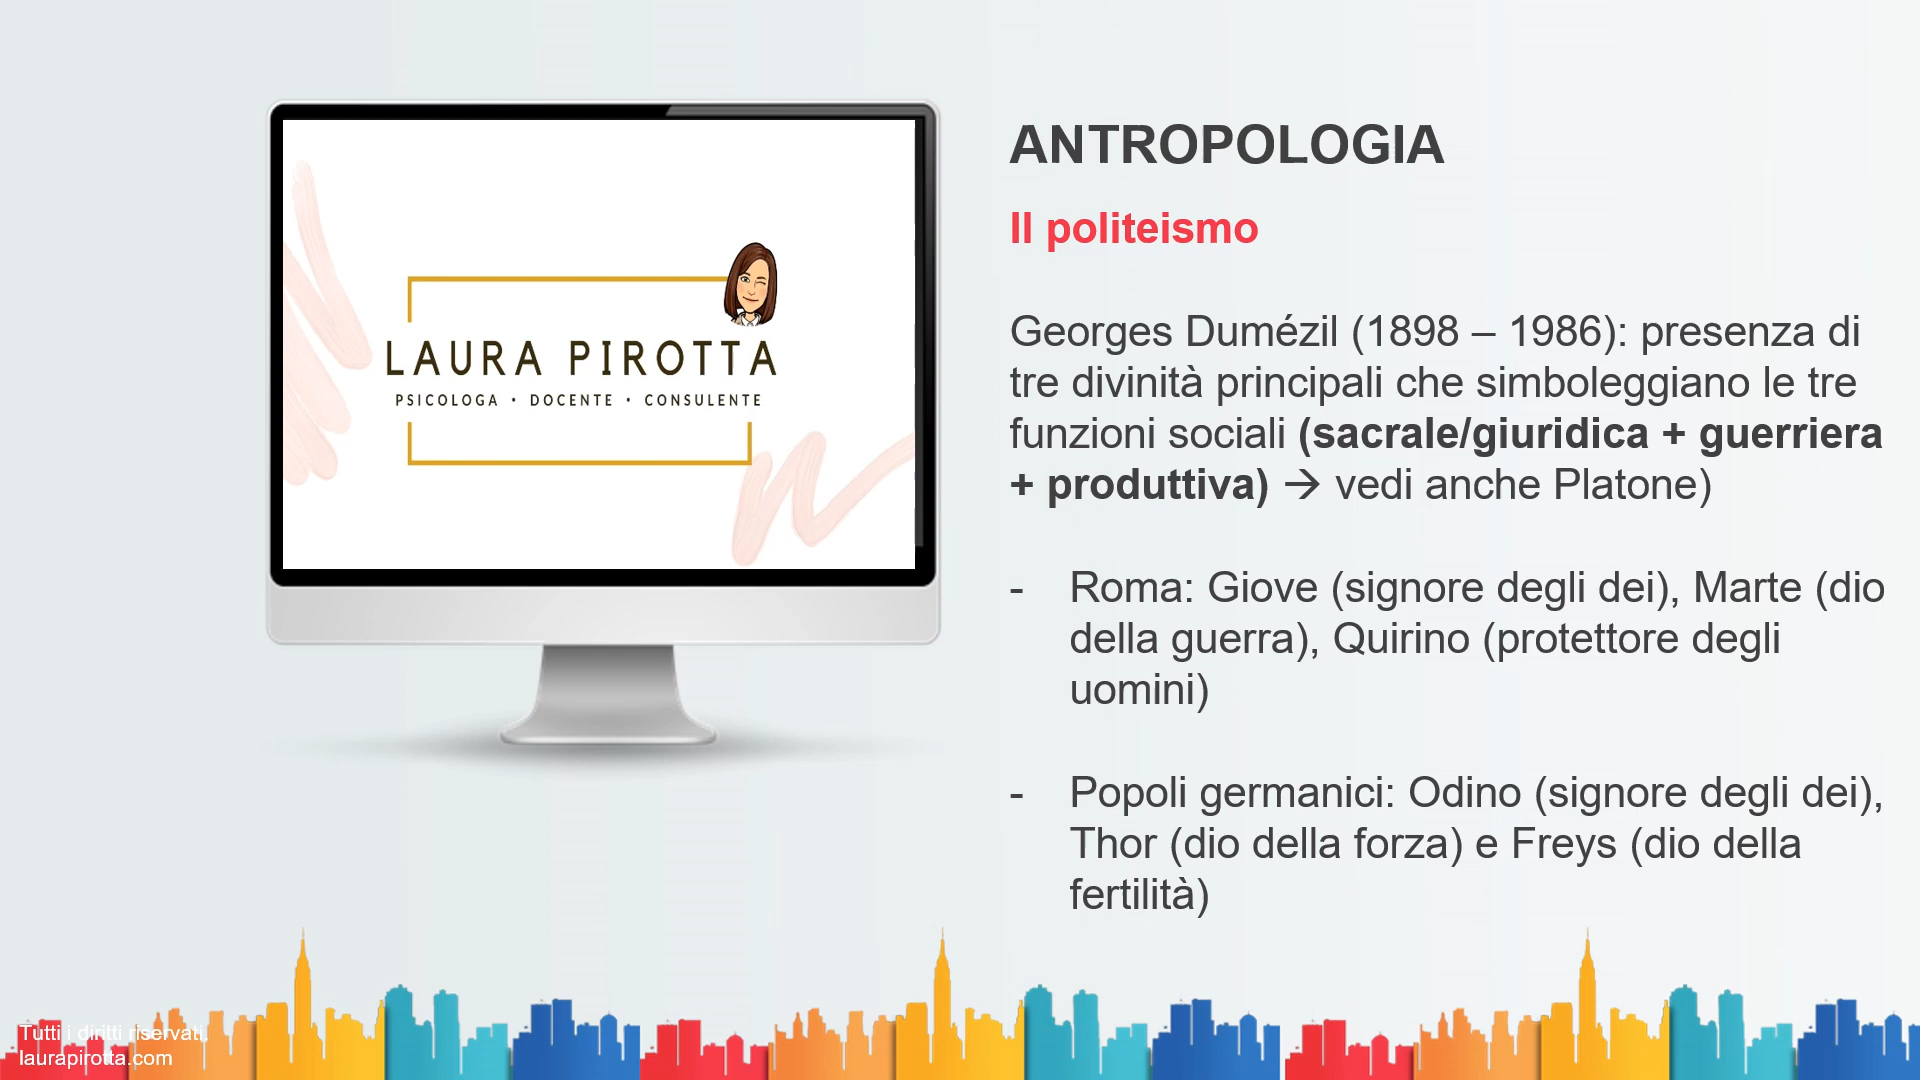 LAURA PIROTTA
PSICOLOGA • DOCENTE • CONSULENTE
ANTROPOLOGIA
Il politeismo
Georges Dumézil (1898 – 1986): presenza di
tre divinità principali che simboleggiano le tre
funzioni sociali (sacrale/giuridica + guerriera
+ produttiva) → vedi anche Platone)
- Roma: Giove (signore degli dei), Marte (dio
della guerra), Quirino (protettore degli
uomini)
- Popoli germanici: Odino (signore degli dei),
Thor (dio della forza) e Freys (dio della
fertilità)
Tutti i diritti riservati.
laurapirotta.com